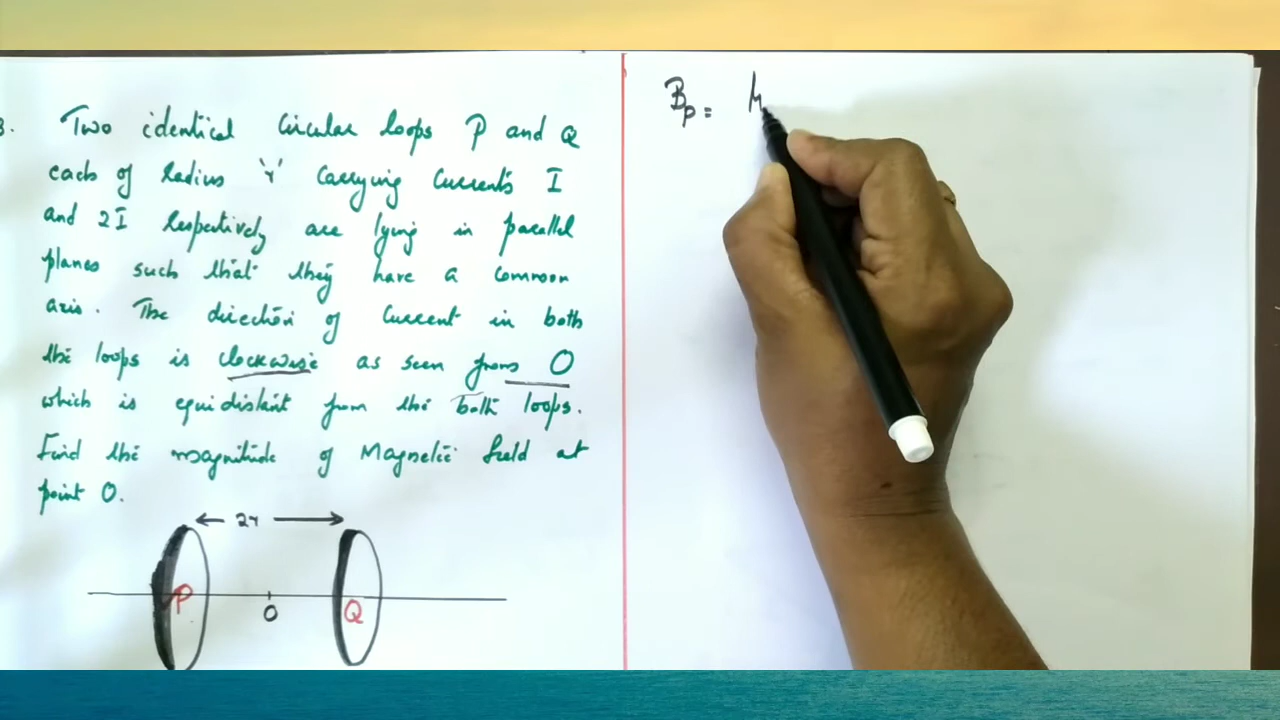 3. Two identical Circular loops P and Q
each of Radius 'r' Carrying Currents I
and 2I Respectively are lying in parallel
planes such that they have a common
axis. The direction of Current in both
the loops is clockwise as seen from O
which is equidistant from the both loops.
Find the magnitude of Magnetic field at
point O.
← 2r →
P O Q
Bp = μ